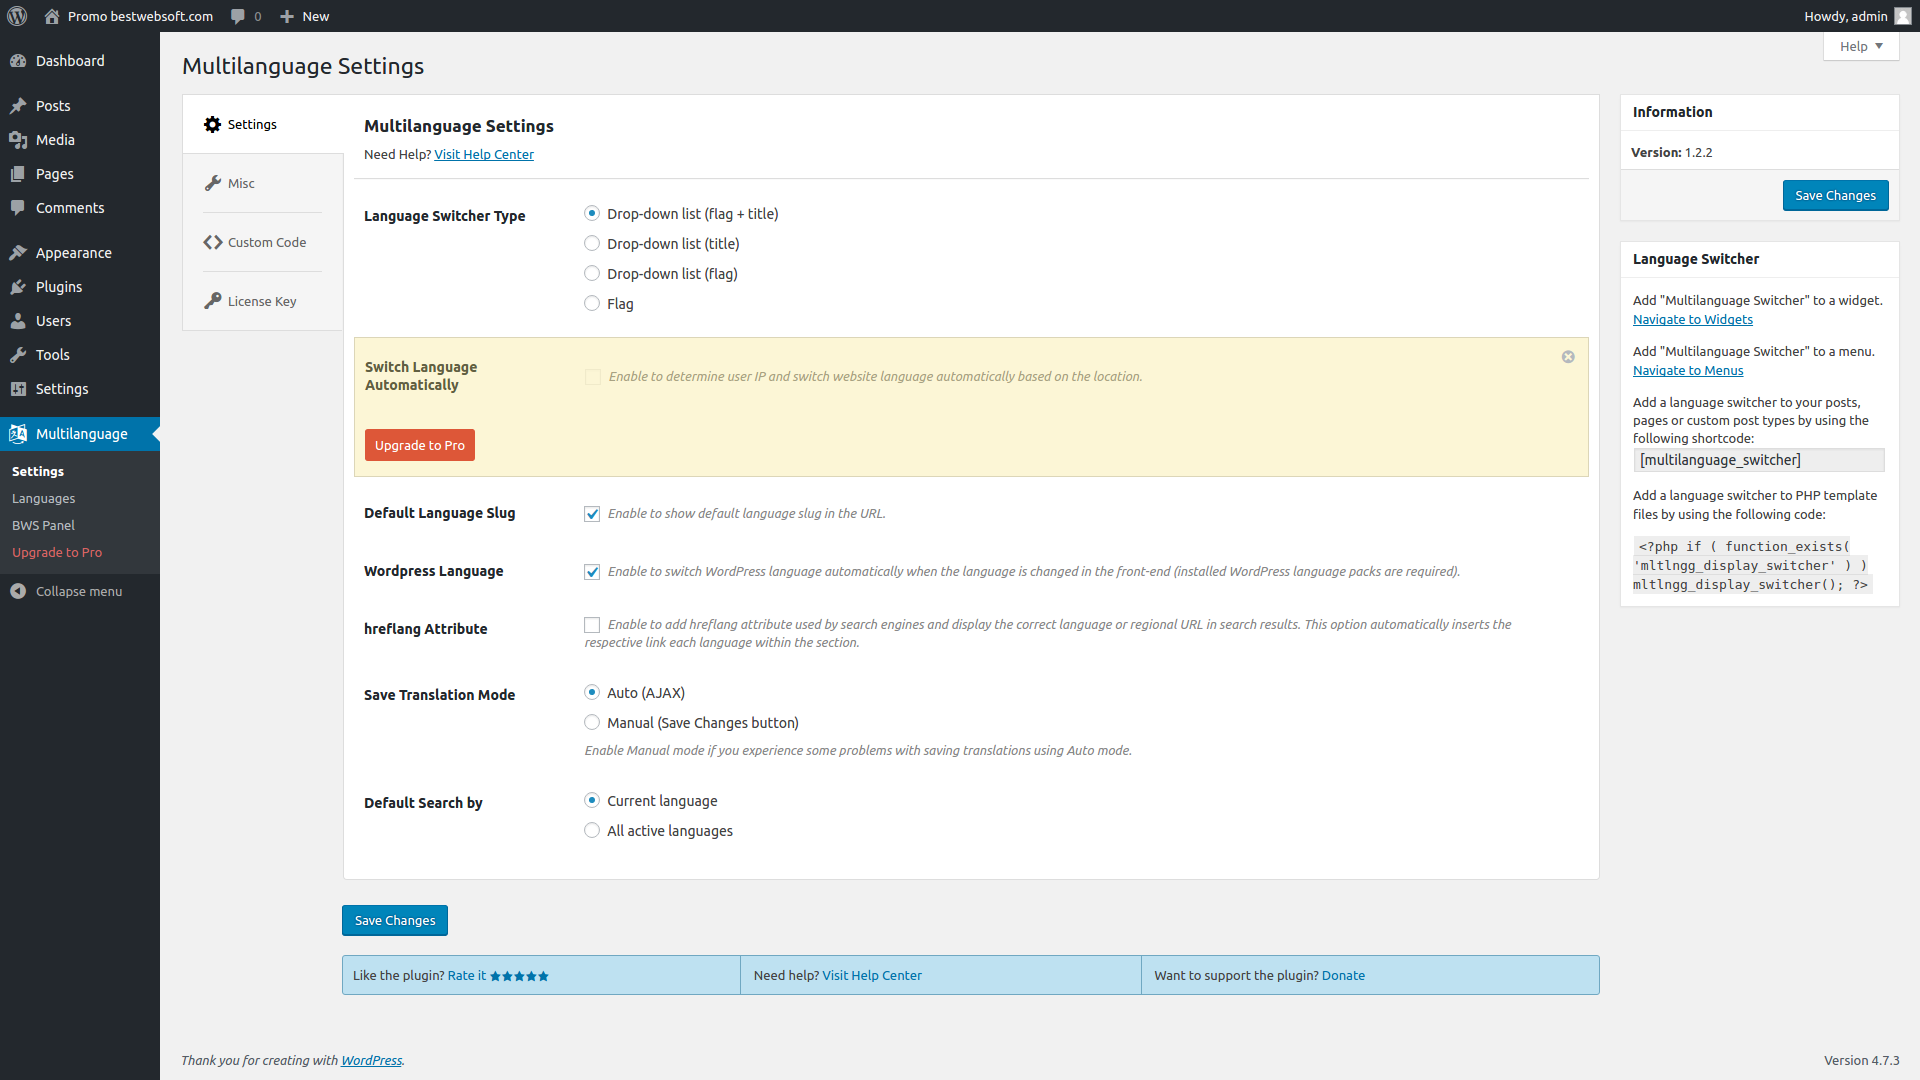 Promo bestwebsoft.com
0
New
Howdy, admin
Help
Dashboard
Posts
Media
Pages
Comments
Appearance
Plugins
Users
Tools
Settings
Multilanguage
Settings
Languages
BWS Panel
Upgrade to Pro
Collapse menu
Multilanguage Settings
Settings
Misc
Custom Code
License Key
Multilanguage Settings
Need Help? Visit Help Center
Language Switcher Type
Drop-down list (flag + title)
Drop-down list (title)
Drop-down list (flag)
Flag
Switch Language
Automatically
Enable to determine user IP and switch website language automatically based on the location.
Upgrade to Pro
Default Language Slug
Enable to show default language slug in the URL.
Wordpress Language
Enable to switch WordPress language automatically when the language is changed in the front-end (installed WordPress language packs are required).
hreflang Attribute
Enable to add hreflang attribute used by search engines and display the correct language or regional URL in search results. This option automatically inserts the
respective link each language within the section.
Save Translation Mode
Auto (AJAX)
Manual (Save Changes button)
Enable Manual mode if you experience some problems with saving translations using Auto mode.
Default Search by
Current language
All active languages
Save Changes
Like the plugin? Rate it
Need help? Visit Help Center
Want to support the plugin? Donate
Information
Version: 1.2.2
Save Changes
Language Switcher
Add "Multilanguage Switcher" to a widget.
Navigate to Widgets
Add "Multilanguage Switcher" to a menu.
Navigate to Menus
Add a language switcher to your posts,
pages or custom post types by using the
following shortcode:
[multilanguage_switcher]
Add a language switcher to PHP template
files by using the following code:
<?php if ( function_exists(
'mltlngg_display_switcher' ) )
mltlngg_display_switcher(); ?>
Thank you for creating with WordPress.
Version 4.7.3